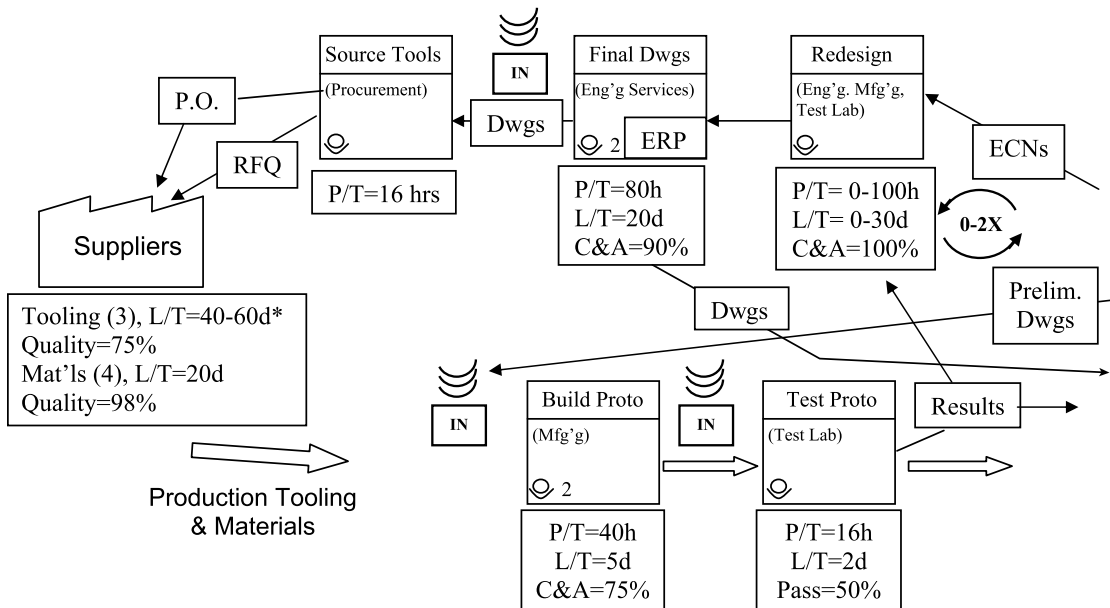 Source Tools
(Procurement)
P/T=16 hrs
P.O.
RFQ
Suppliers
Tooling (3), L/T=40-60d*
Quality=75%
Mat’ls (4), L/T=20d
Quality=98%
Production Tooling
& Materials
IN
Dwgs
Final Dwgs
(Eng’g Services)
2
ERP
P/T=80h
L/T=20d
C&A=90%
Dwgs
Redesign
(Eng’g. Mfg’g,
Test Lab)
P/T= 0-100h
L/T= 0-30d
C&A=100%
0-2X
ECNs
Prelim.
Dwgs
IN
Build Proto
(Mfg’g)
2
P/T=40h
L/T=5d
C&A=75%
IN
Test Proto
(Test Lab)
P/T=16h
L/T=2d
Pass=50%
Results